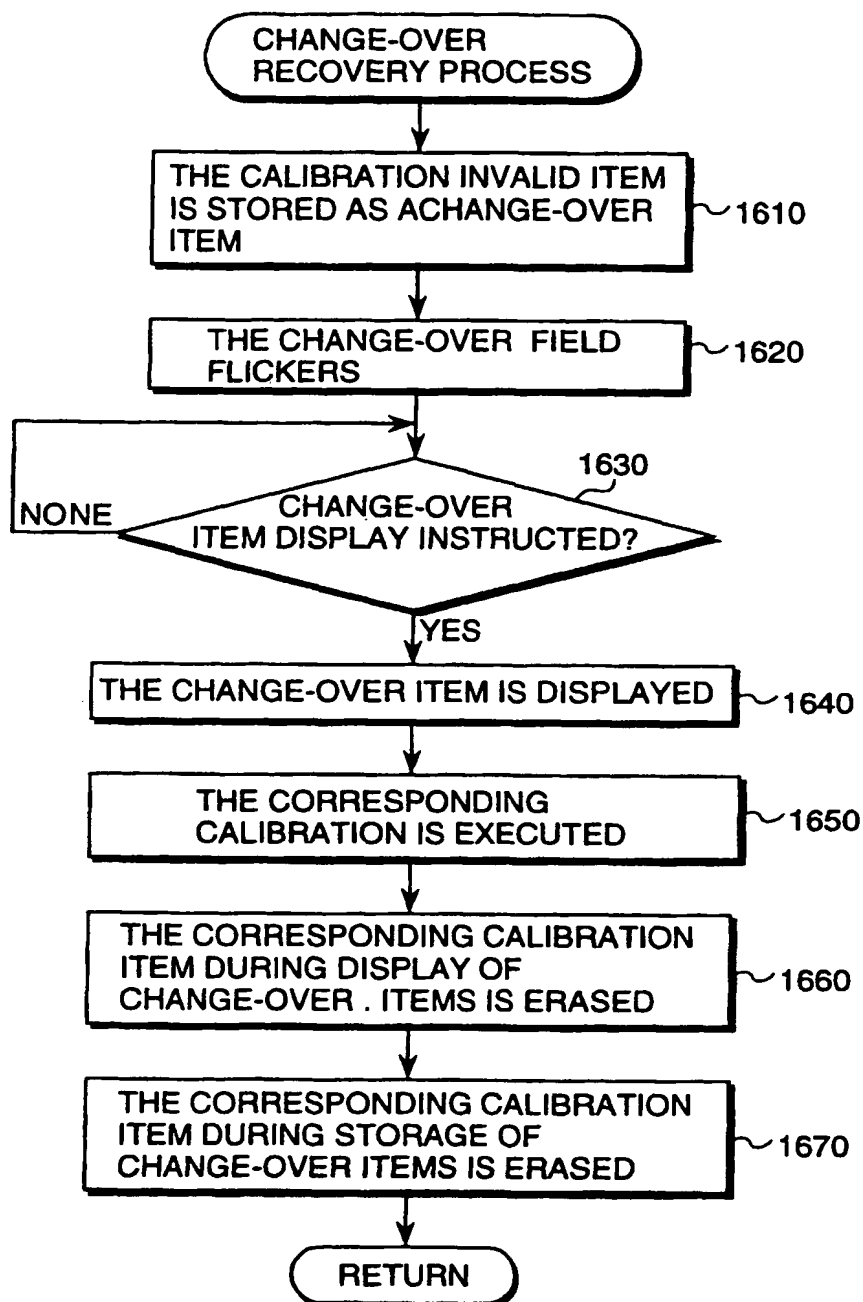 CHANGE-OVER
RECOVERY PROCESS
THE CALIBRATION INVALID ITEM
IS STORED AS ACHANGE-OVER
ITEM
1610
THE CHANGE-OVER FIELD
FLICKERS
1620
1630
NONE
CHANGE-OVER
ITEM DISPLAY INSTRUCTED?
YES
THE CHANGE-OVER ITEM IS DISPLAYED
1640
THE CORRESPONDING
CALIBRATION IS EXECUTED
1650
THE CORRESPONDING CALIBRATION
ITEM DURING DISPLAY OF
CHANGE-OVER . ITEMS IS ERASED
1660
THE CORRESPONDING CALIBRATION
ITEM DURING STORAGE OF
CHANGE-OVER ITEMS IS ERASED
1670
RETURN